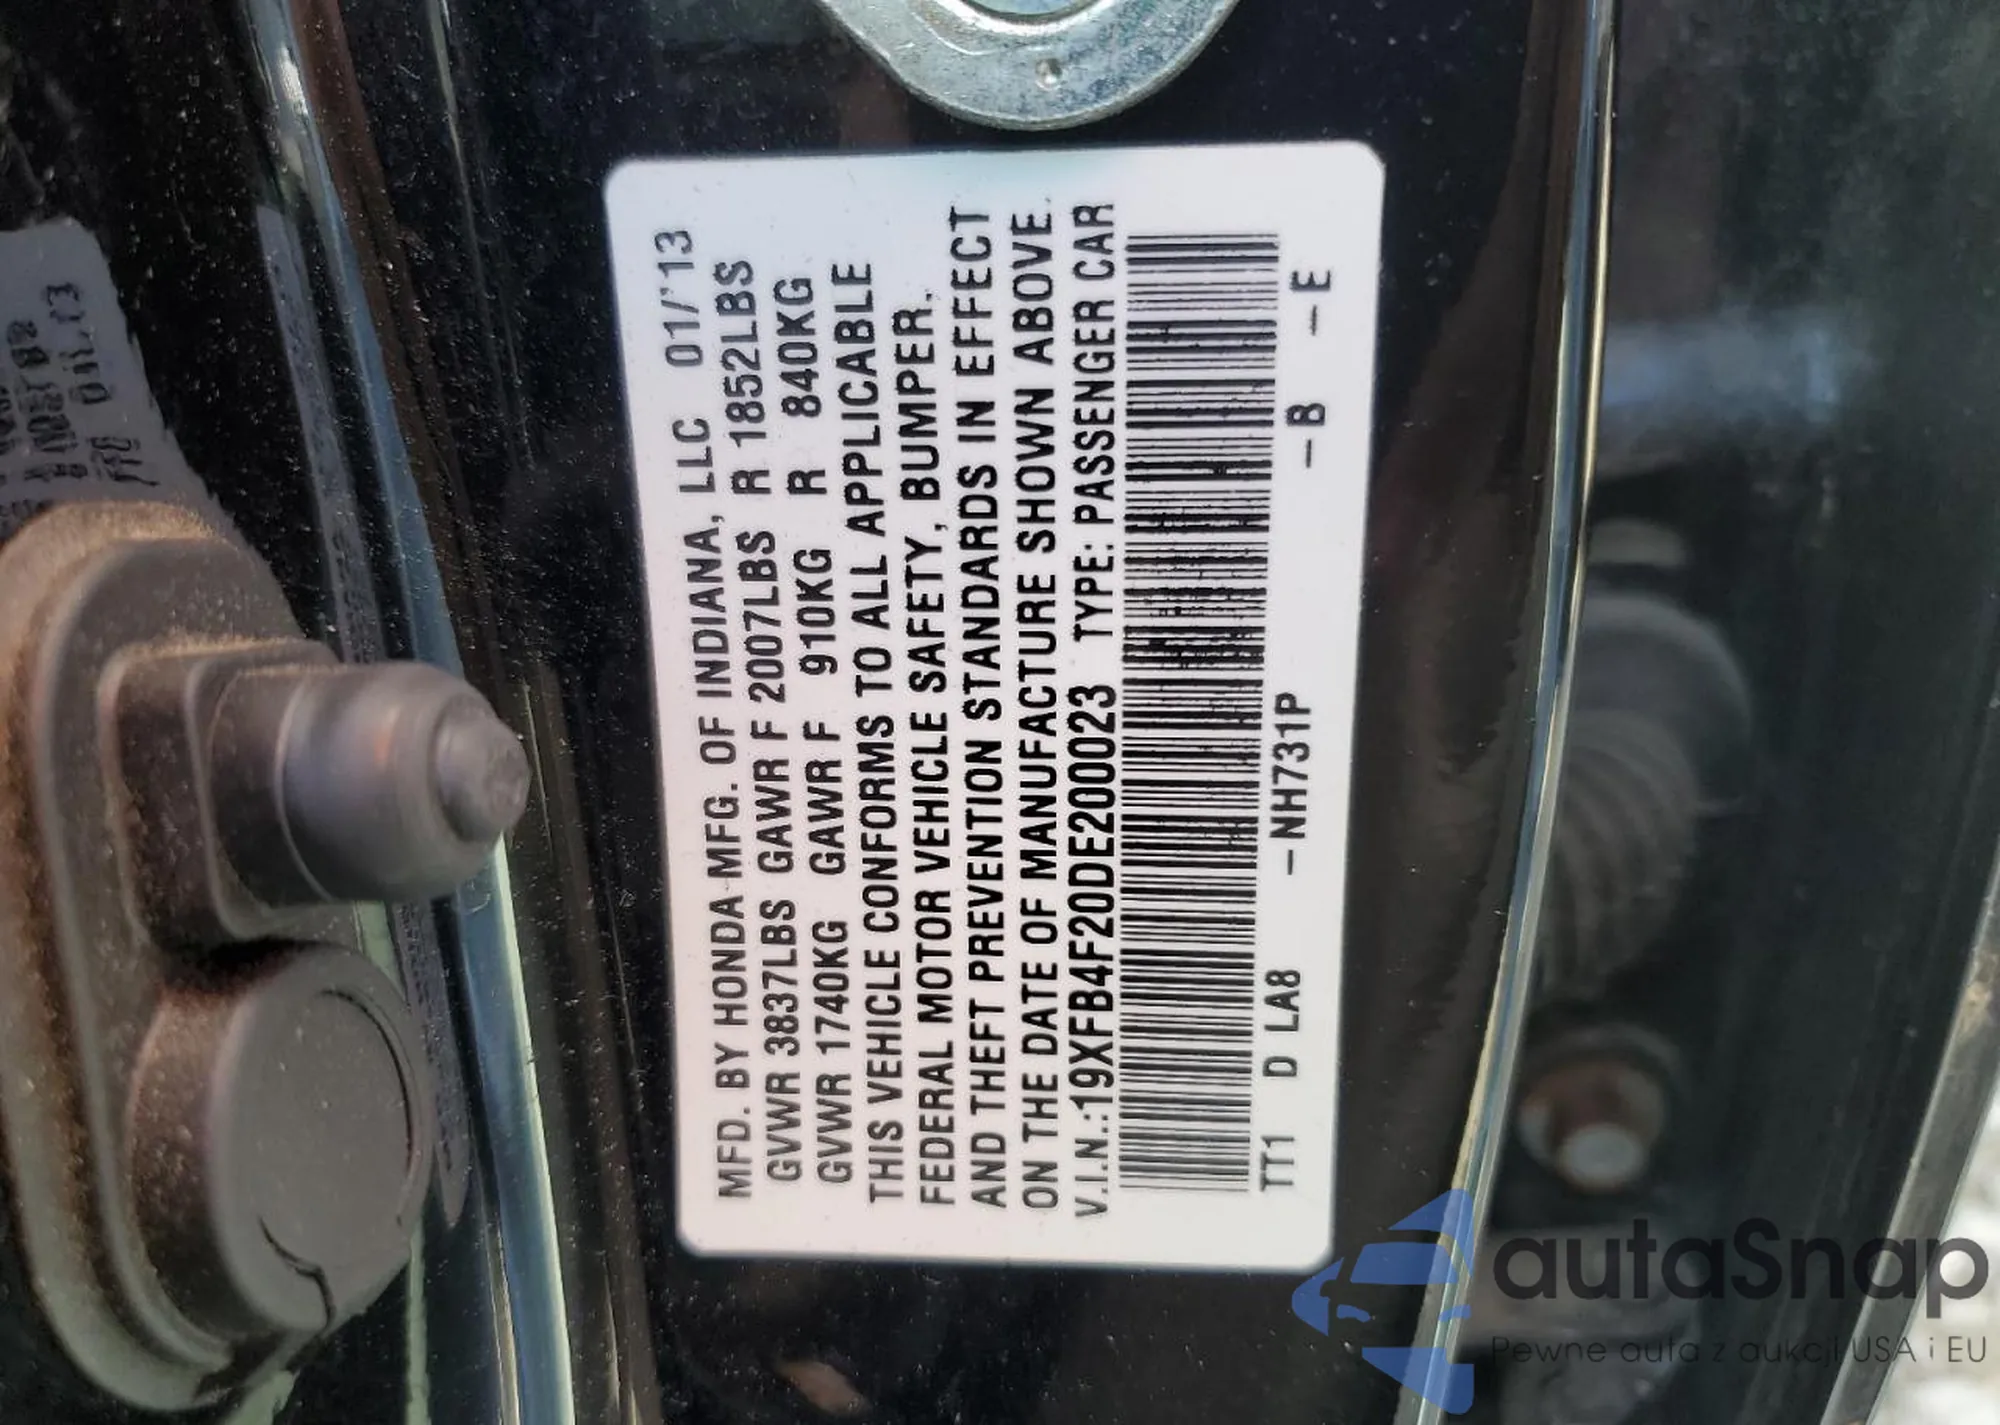 MFD. BY HONDA MFG. OF INDIANA, LLC 01/'13
GVWR 3837LBS GAWR F 2007LBS R 1852LBS
GVWR 1740KG GAWR F 910KG R 840KG
THIS VEHICLE CONFORMS TO ALL APPLICABLE
FEDERAL MOTOR VEHICLE SAFETY, BUMPER.
AND THEFT PREVENTION STANDARDS IN EFFECT
ON THE DATE OF MANUFACTURE SHOWN ABOVE.
V.I.N.:19XFB4F20DE200023 TYPE: PASSENGER CAR
TT1 D LA8 –NH731P –B –E
autaSnap
Pewne auta z aukcji USA i EU